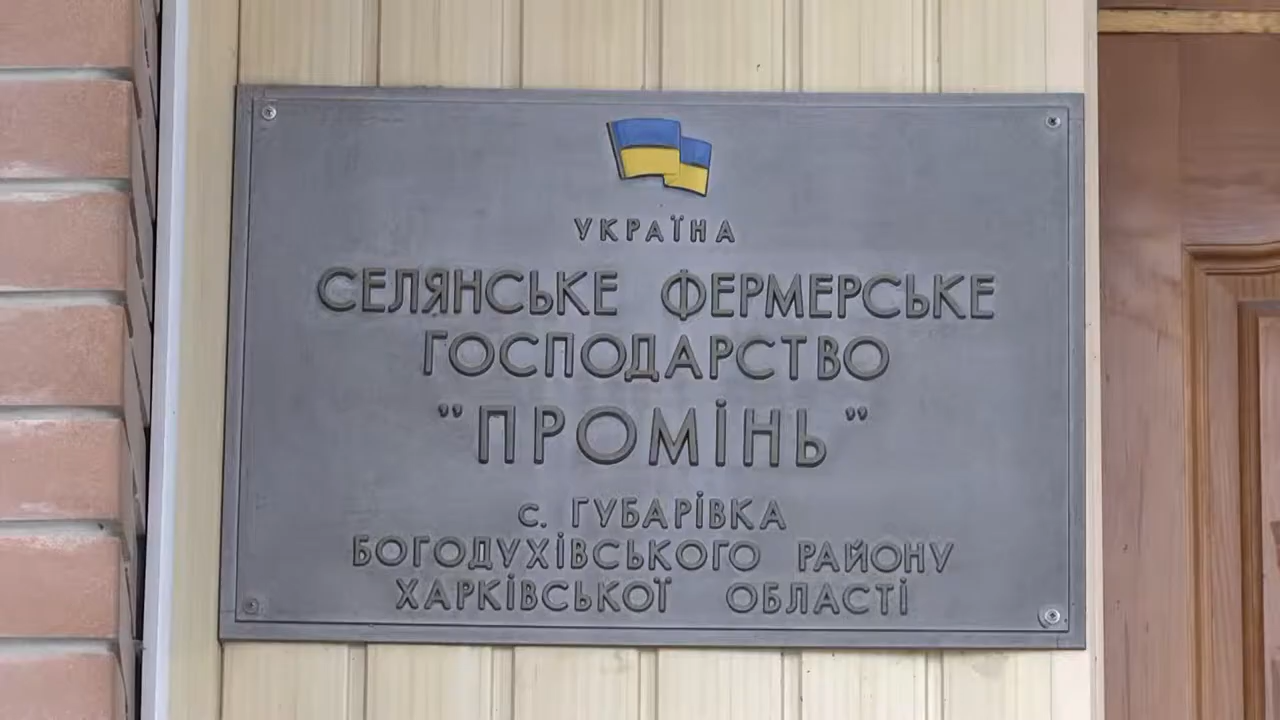 УКРАЇНА
СЕЛЯНСЬКЕ ФЕРМЕРСЬКЕ
ГОСПОДАРСТВО
"ПРОМІНЬ"
с. ГУБАРІВКА
БОГОДУХІВСЬКОГО РАЙОНУ
ХАРКІВСЬКОЇ ОБЛАСТІ